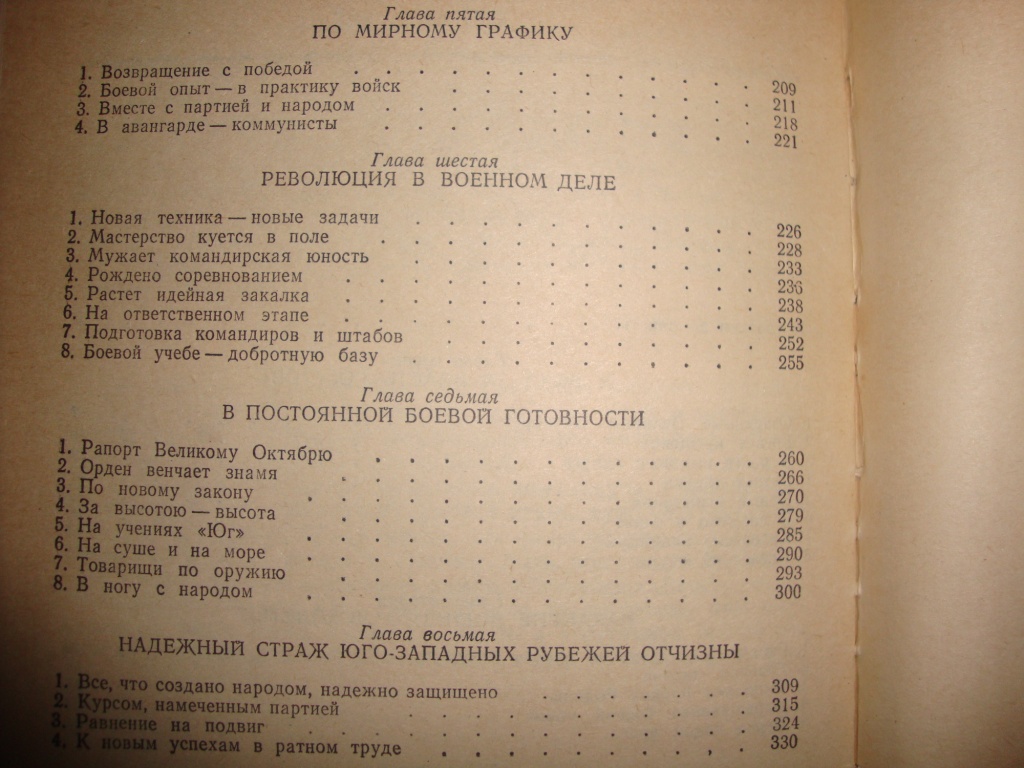 Глава пятая
ПО МИРНОМУ ГРАФИКУ
1. Возвращение с победой . . . . . . . . . . . . 209
2. Боевой опыт — в практику войск . . . . . . . . . 211
3. Вместе с партией и народом . . . . . . . . . . . 218
4. В авангарде — коммунисты . . . . . . . . . . . 221
Глава шестая
РЕВОЛЮЦИЯ В ВОЕННОМ ДЕЛЕ
1. Новая техника — новые задачи . . . . . . . . . . 226
2. Мастерство куется в поле . . . . . . . . . . . 228
3. Мужает командирская юность . . . . . . . . . . 233
4. Рождено соревнованием . . . . . . . . . . . . 236
5. Растет идейная закалка . . . . . . . . . . . . 238
6. На ответственном этапе . . . . . . . . . . . . 243
7. Подготовка командиров и штабов . . . . . . . . . 252
8. Боевой учебе — добротную базу . . . . . . . . . . 255
Глава седьмая
В ПОСТОЯННОЙ БОЕВОЙ ГОТОВНОСТИ
1. Рапорт Великому Октябрю . . . . . . . . . . . 260
2. Орден венчает знамя . . . . . . . . . . . . 266
3. По новому закону . . . . . . . . . . . . . 270
4. За высотою — высота . . . . . . . . . . . . 279
5. На учениях «Юг» . . . . . . . . . . . . . 285
6. На суше и на море . . . . . . . . . . . . . 290
7. Товарищи по оружию . . . . . . . . . . . . 293
8. В ногу с народом . . . . . . . . . . . . . 300
Глава восьмая
НАДЕЖНЫЙ СТРАЖ ЮГО-ЗАПАДНЫХ РУБЕЖЕЙ ОТЧИЗНЫ
1. Все, что создано народом, надежно защищено . . . . . . 309
2. Курсом, намеченным партией . . . . . . . . . . 315
3. Равнение на подвиг . . . . . . . . . . . . . 324
4. К новым успехам в ратном труде . . . . . . . . . 330